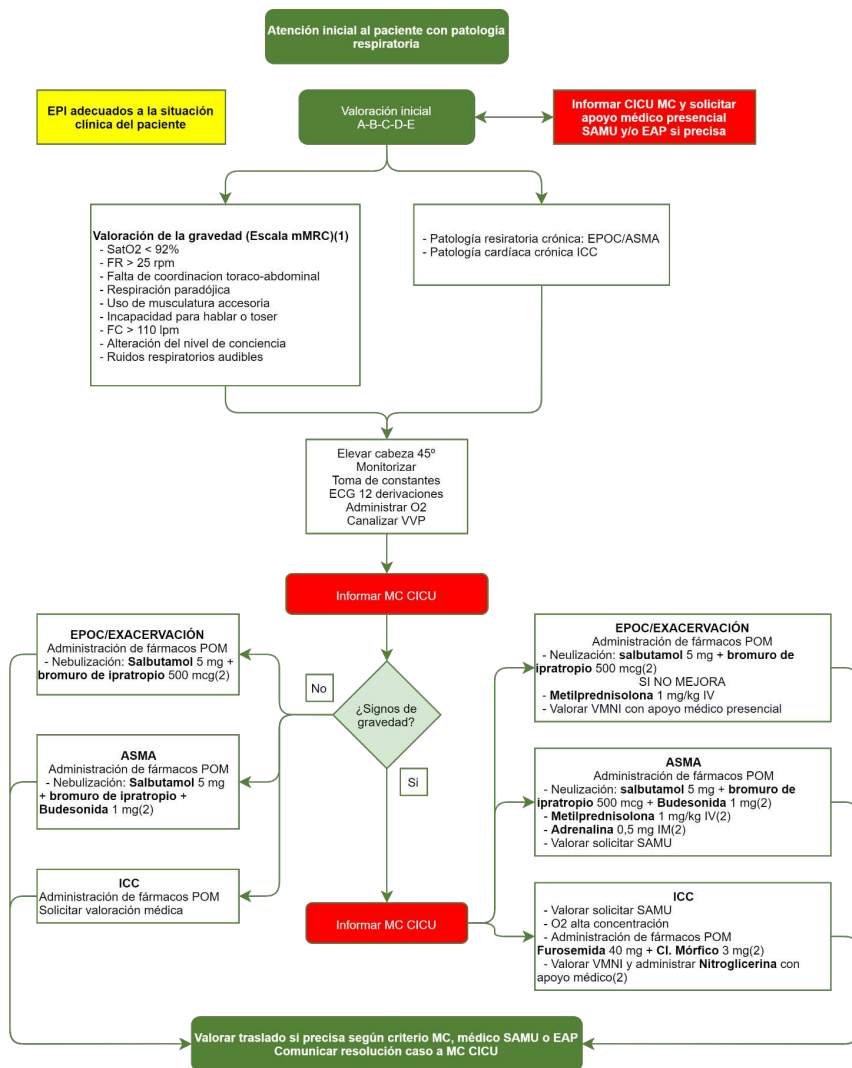 Atención inicial al paciente con patología
respiratoria
EPI adecuados a la situación
clínica del paciente
Valoración inicial
A-B-C-D-E
Informar CICU MC y solicitar
apoyo médico presencial
SAMU y/o EAP si precisa
Valoración de la gravedad (Escala mMRC)(1)
- SatO2 < 92%
- FR > 25 rpm
- Falta de coordinacion toraco-abdominal
- Respiración paradójica
- Uso de musculatura accesoria
- Incapacidad para hablar o toser
- FC > 110 lpm
- Alteración del nivel de conciencia
- Ruidos respiratorios audibles
- Patología resiratoria crónica: EPOC/ASMA
- Patología cardíaca crónica ICC
Elevar cabeza 45º
Monitorizar
Toma de constantes
ECG 12 derivaciones
Administrar O2
Canalizar VVP
Informar MC CICU
EPOC/EXACERVACIÓN
Administración de fármacos POM
- Nebulización: Salbutamol 5 mg +
bromuro de ipratropio 500 mcg(2)
No
¿Signos de
gravedad?
Si
EPOC/EXACERVACIÓN
Administración de fármacos POM
- Neulización: salbutamol 5 mg + bromuro de
ipratropio 500 mcg(2)
SI NO MEJORA
- Metilprednisolona 1 mg/kg IV
- Valorar VMNI con apoyo médico presencial
ASMA
Administración de fármacos POM
- Nebulización: Salbutamol 5 mg
+ bromuro de ipratropio +
Budesonida 1 mg(2)
ASMA
Administración de fármacos POM
- Neulización: salbutamol 5 mg + bromuro de
ipratropio 500 mcg + Budesonida 1 mg(2)
- Metilprednisolona 1 mg/kg IV(2)
- Adrenalina 0,5 mg IM(2)
- Valorar solicitar SAMU
ICC
Administración de fármacos POM
Solicitar valoración médica
Informar MC CICU
ICC
- Valorar solicitar SAMU
- O2 alta concentración
- Administración de fármacos POM
Furosemida 40 mg + Cl. Mórfico 3 mg(2)
- Valorar VMNI y administrar Nitroglicerina con
apoyo médico(2)
Valorar traslado si precisa según criterio MC, médico SAMU o EAP
Comunicar resolución caso a MC CICU